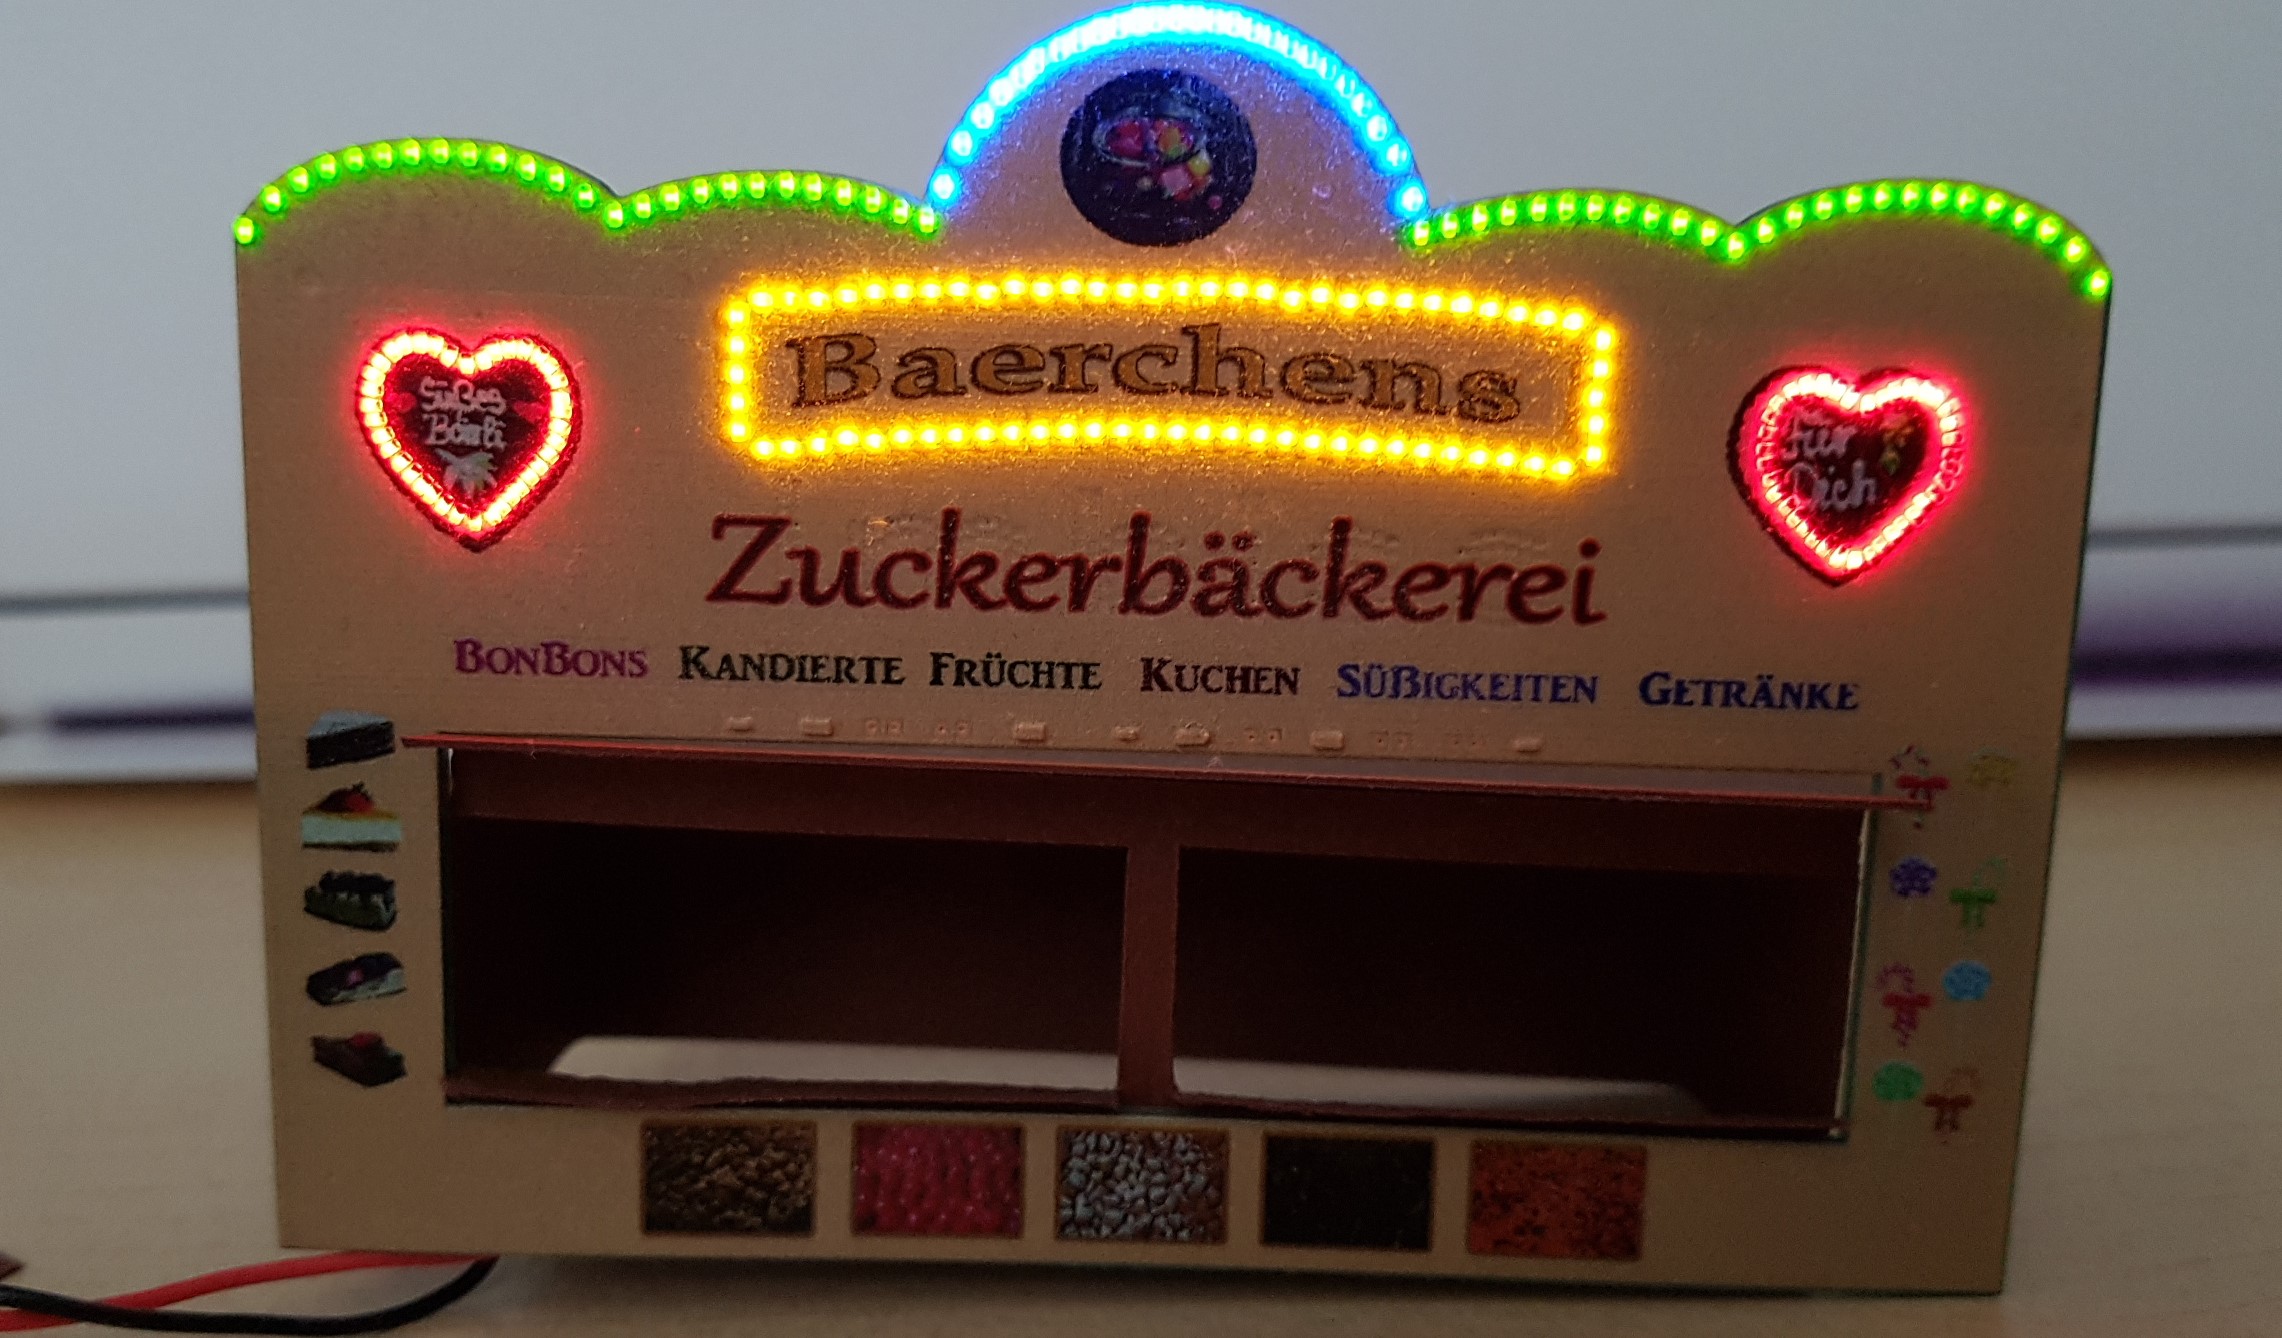 Baerchens
Süßes
Bärli
Für
Dich
Zuckerbäckerei
BonBons Kandierte Früchte Kuchen Süßigkeiten Getränke